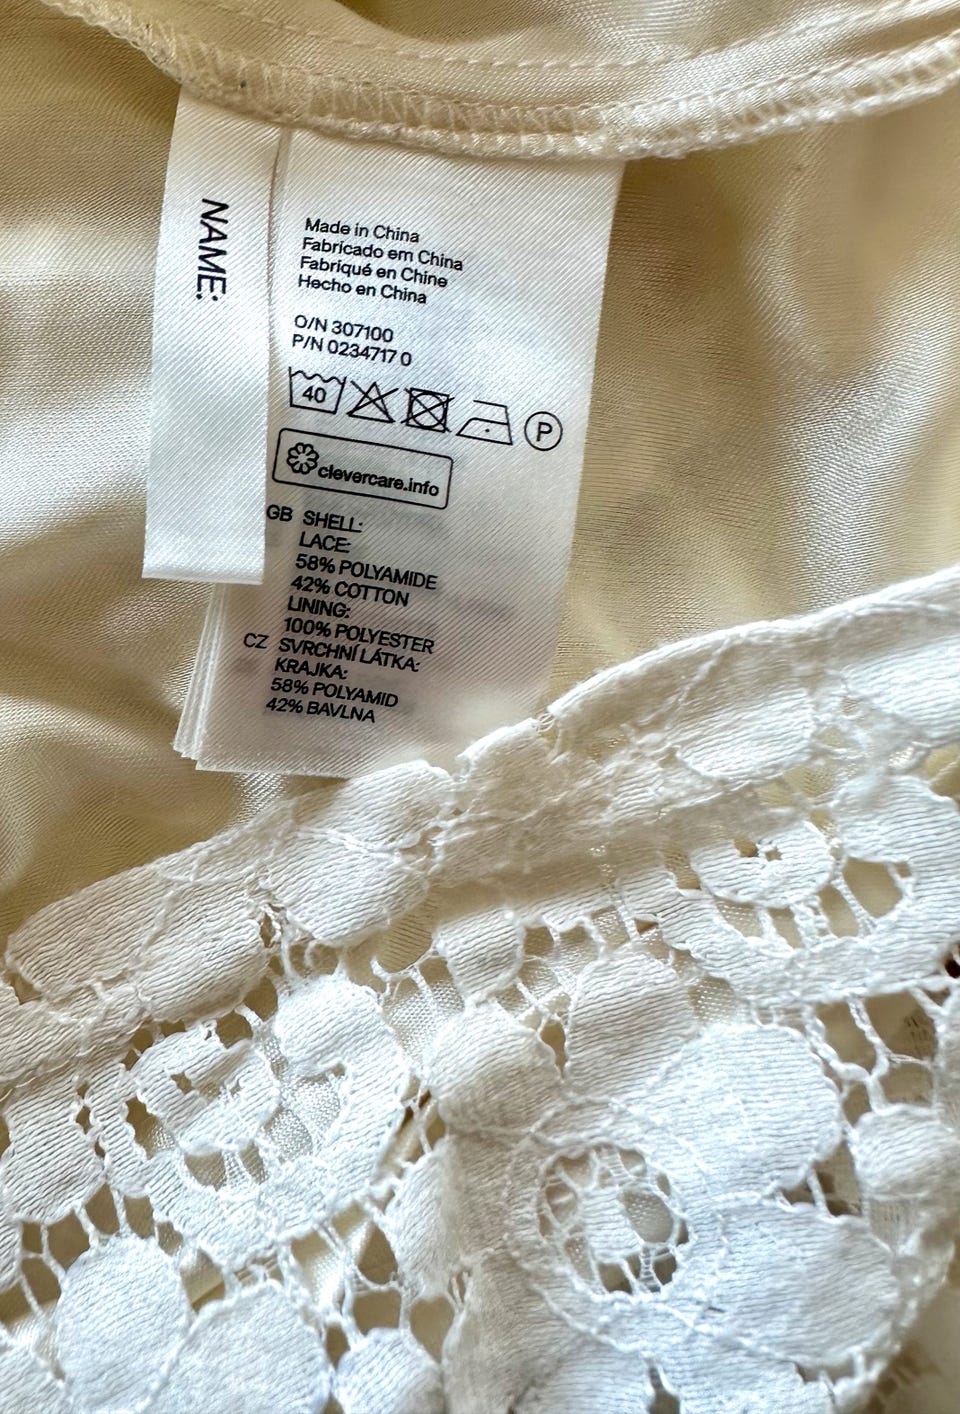 NAME:
Made in China
Fabricado em China
Fabriqué en Chine
Hecho en China
O/N 307100
P/N 0234717 0
40 P
clevercare.info
GB SHELL:
LACE:
58% POLYAMIDE
42% COTTON
LINING:
100% POLYESTER
CZ SVRCHNÍ LÁTKA:
KRAJKA:
58% POLYAMID
42% BAVLNA